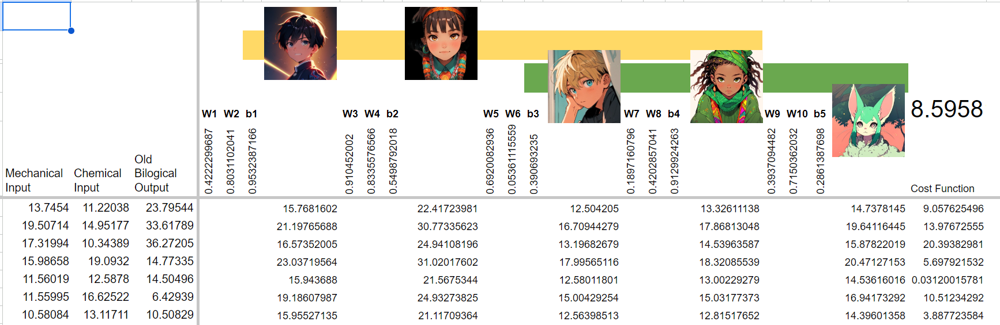 8.5958
W1 W2 b1 W3 W4 b2 W5 W6 b3 W7 W8 b4 W9 W10 b5
0.4222299687 0.8031102041 0.9532387166 0.910452002 0.8335576566 0.5498792018 0.6920082936 0.05361115559 0.390693235 0.1897160796 0.4202857041 0.9129924263 0.3937094482 0.7150362032 0.2861387698
Mechanical Input
Chemical Input
Old Bilogical Output
Cost Function
13.7454 11.22038 23.79544 15.7681602 22.41723981 12.504205 13.32611138 14.7378145 9.057625496
19.50714 14.95177 33.61789 21.19765688 30.77335623 16.70944279 17.86813048 19.64116445 13.97672555
17.31994 10.34389 36.27205 16.57352005 24.94108196 13.19682679 14.53963587 15.87822019 20.39382981
15.98658 19.0932 14.77335 23.03719564 31.02017602 17.99565116 18.32085539 20.47127153 5.697921532
11.56019 12.5878 14.50496 15.943688 21.5675344 12.58011801 13.00229279 14.53616016 0.03120015781
11.55995 16.62522 6.42939 19.18607987 24.93273825 15.00429254 15.03177373 16.94173292 10.51234292
10.58084 13.11711 10.50829 15.95527135 21.11709364 12.56398513 12.81517652 14.39601358 3.887723584